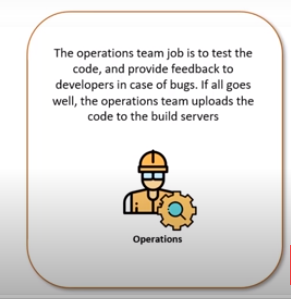 The operations team job is to test the
code, and provide feedback to
developers in case of bugs. If all goes
well, the operations team uploads the
code to the build servers
Operations